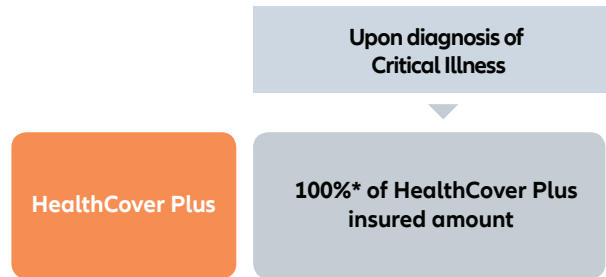 Upon diagnosis of
Critical Illness
HealthCover Plus
100%* of HealthCover Plus
insured amount